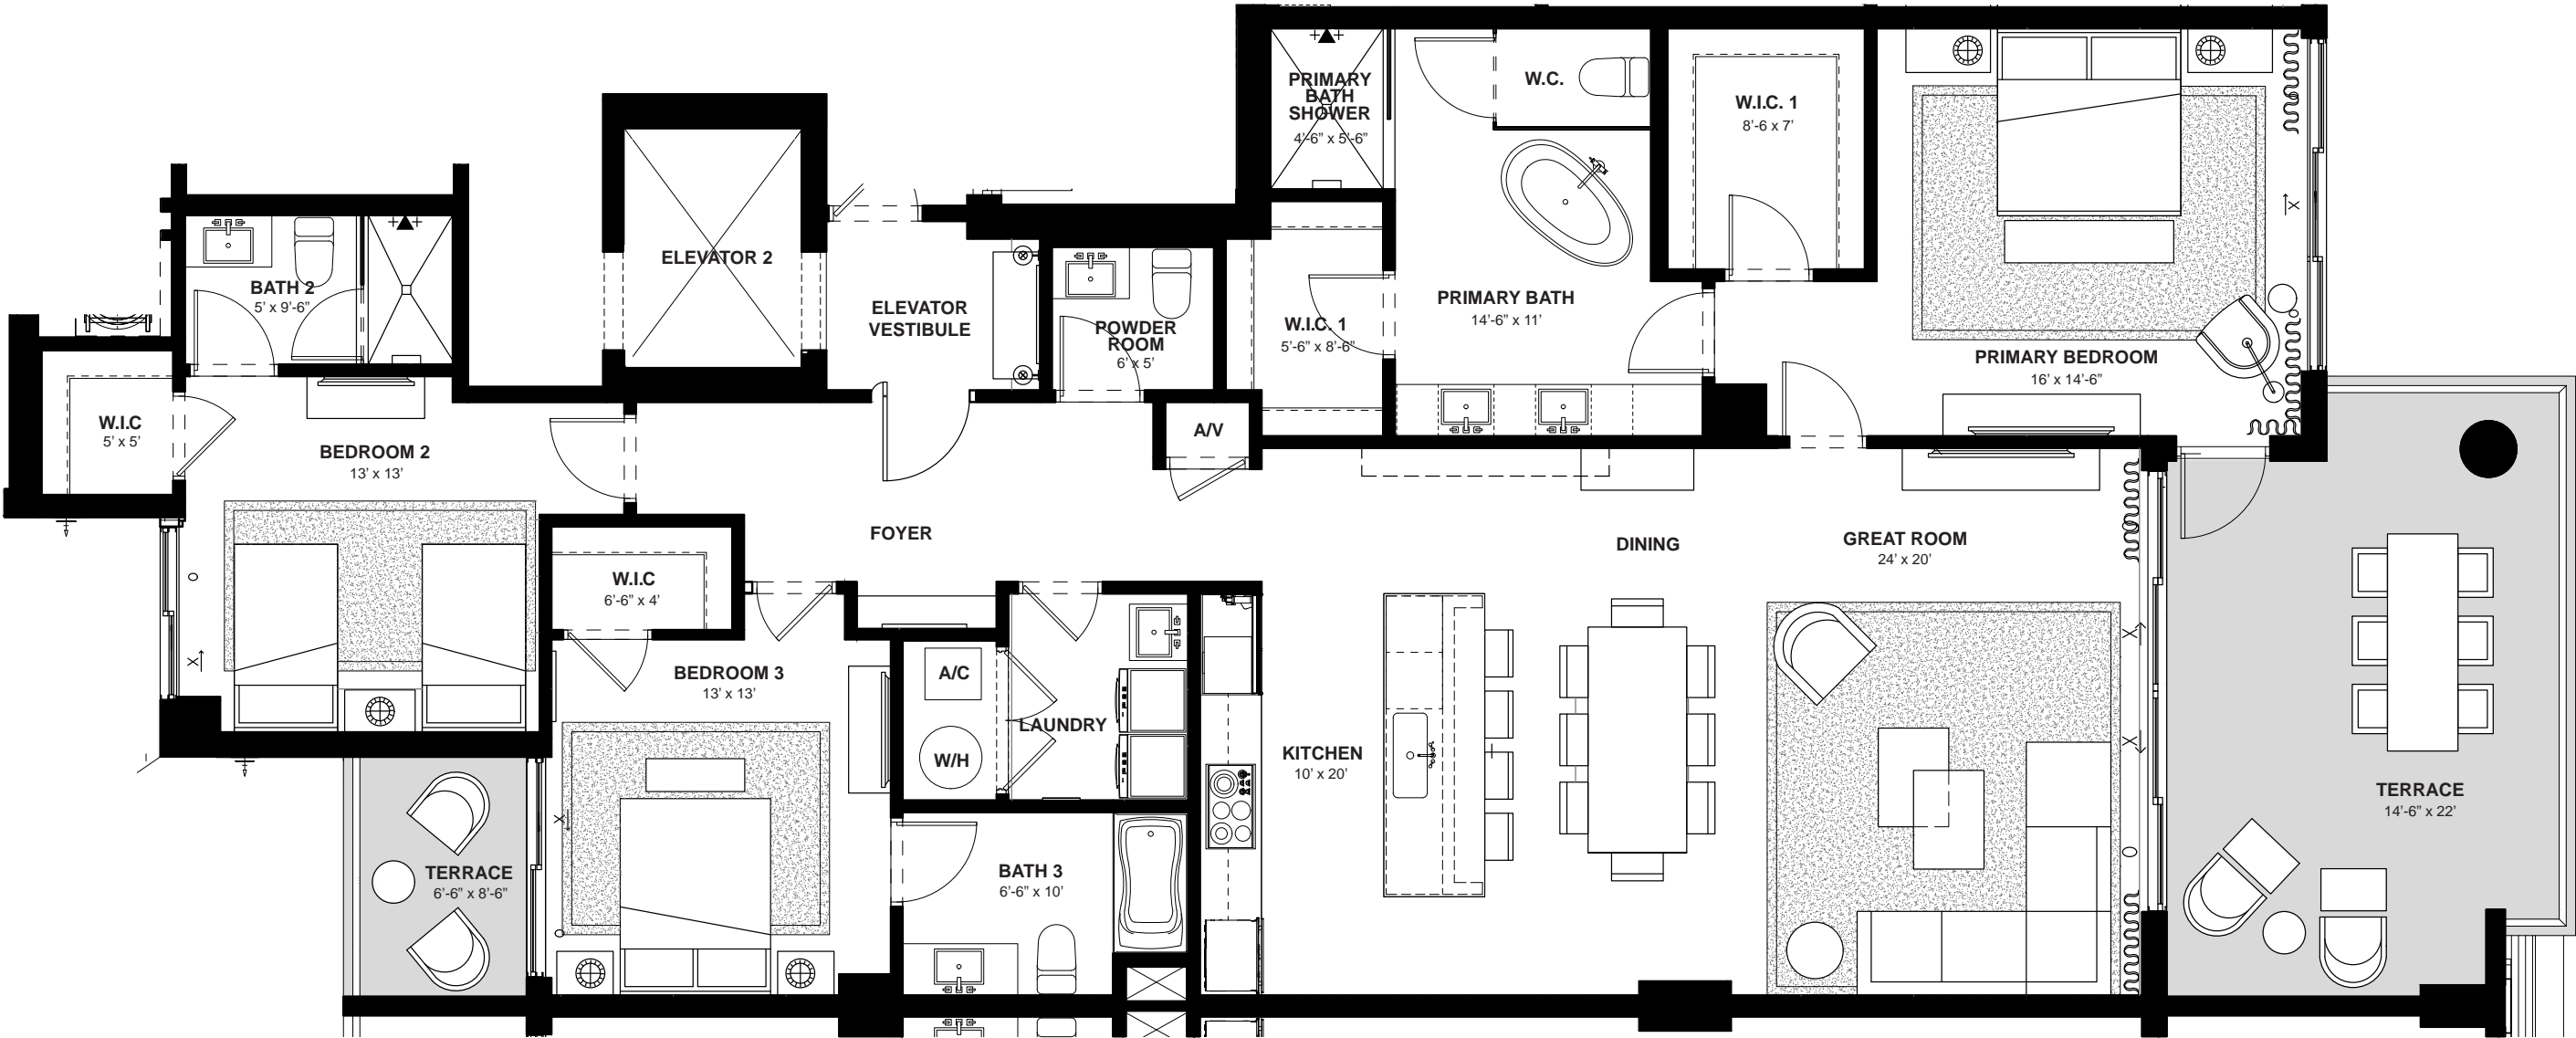 PRIMARY
BATH
SHOWER
4'-6” x 5'-6”
W.C.
W.I.C. 1
8'-6 x 7'
ELEVATOR 2
BATH 2
5' x 9'-6”
ELEVATOR
VESTIBULE
POWDER
ROOM
6' x 5'
W.I.C. 1
5'-6” x 8'-6”
PRIMARY BATH
14'-6” x 11'
PRIMARY BEDROOM
16' x 14'-6”
X
W.I.C
5' x 5'
BEDROOM 2
13' x 13'
A/V
FOYER
DINING
GREAT ROOM
24' x 20'
O
X
W.I.C
6'-6” x 4'
BEDROOM 3
13' x 13'
A/C
LAUNDRY
W/H
KITCHEN
10' x 20'
X
X
O
TERRACE
14'-6” x 22'
TERRACE
6'-6” x 8'-6”
X
O
BATH 3
6'-6” x 10'